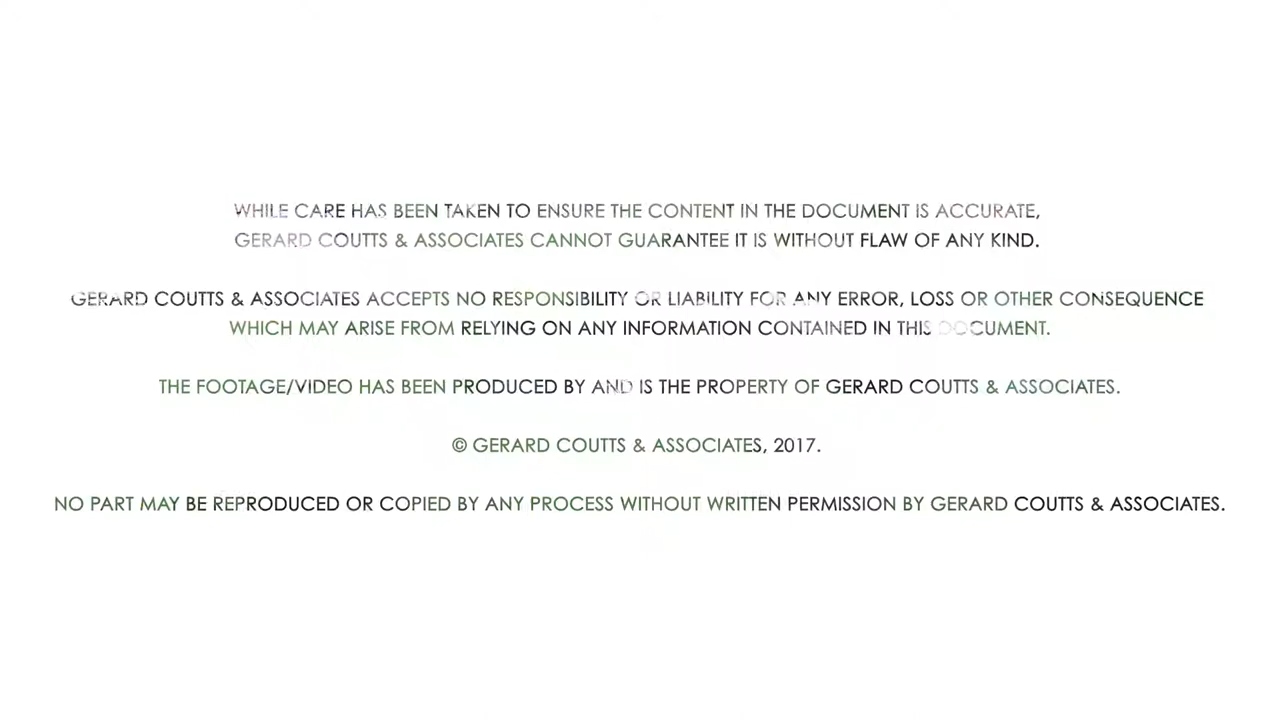 WHILE CARE HAS BEEN TAKEN TO ENSURE THE CONTENT IN THE DOCUMENT IS ACCURATE,
GERARD COUTTS & ASSOCIATES CANNOT GUARANTEE IT IS WITHOUT FLAW OF ANY KIND.
GERARD COUTTS & ASSOCIATES ACCEPTS NO RESPONSIBILITY OR LIABILITY FOR ANY ERROR, LOSS OR OTHER CONSEQUENCE
WHICH MAY ARISE FROM RELYING ON ANY INFORMATION CONTAINED IN THIS DOCUMENT.
THE FOOTAGE/VIDEO HAS BEEN PRODUCED BY AND IS THE PROPERTY OF GERARD COUTTS & ASSOCIATES.
© GERARD COUTTS & ASSOCIATES, 2017.
NO PART MAY BE REPRODUCED OR COPIED BY ANY PROCESS WITHOUT WRITTEN PERMISSION BY GERARD COUTTS & ASSOCIATES.